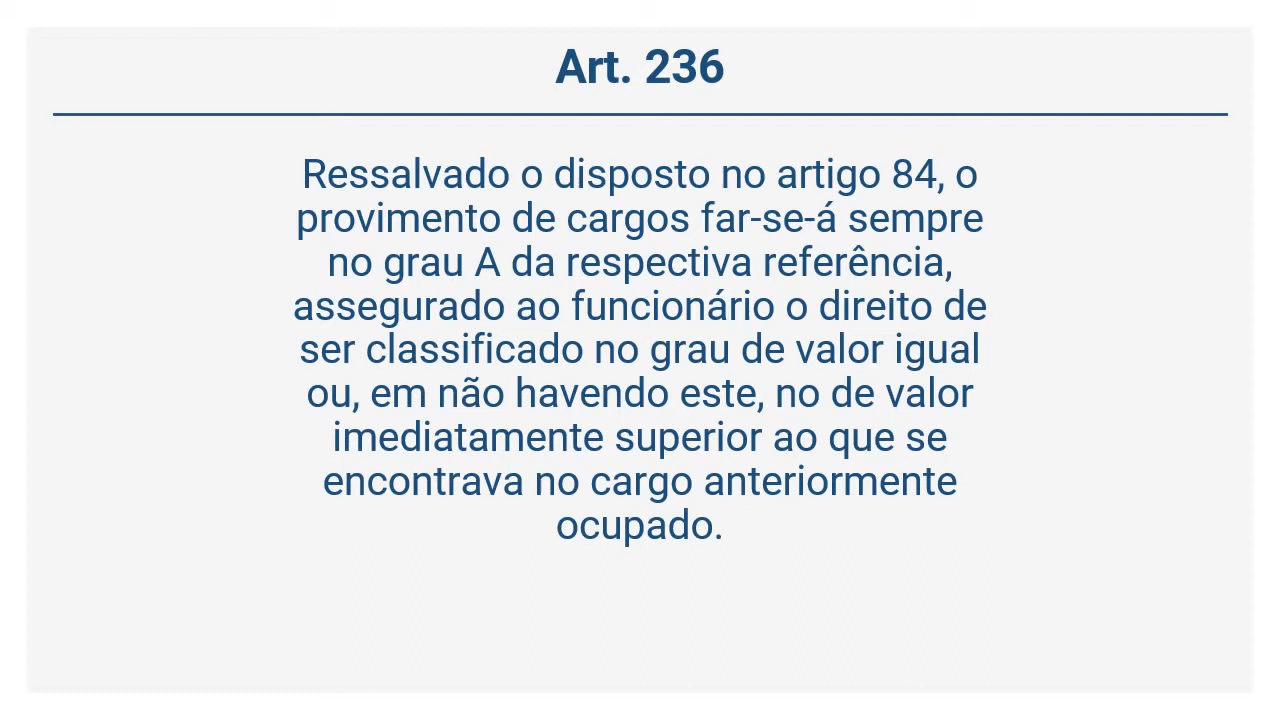 Art. 236
Ressalvado o disposto no artigo 84, o
provimento de cargos far-se-á sempre
no grau A da respectiva referência,
assegurado ao funcionário o direito de
ser classificado no grau de valor igual
ou, em não havendo este, no de valor
imediatamente superior ao que se
encontrava no cargo anteriormente
ocupado.